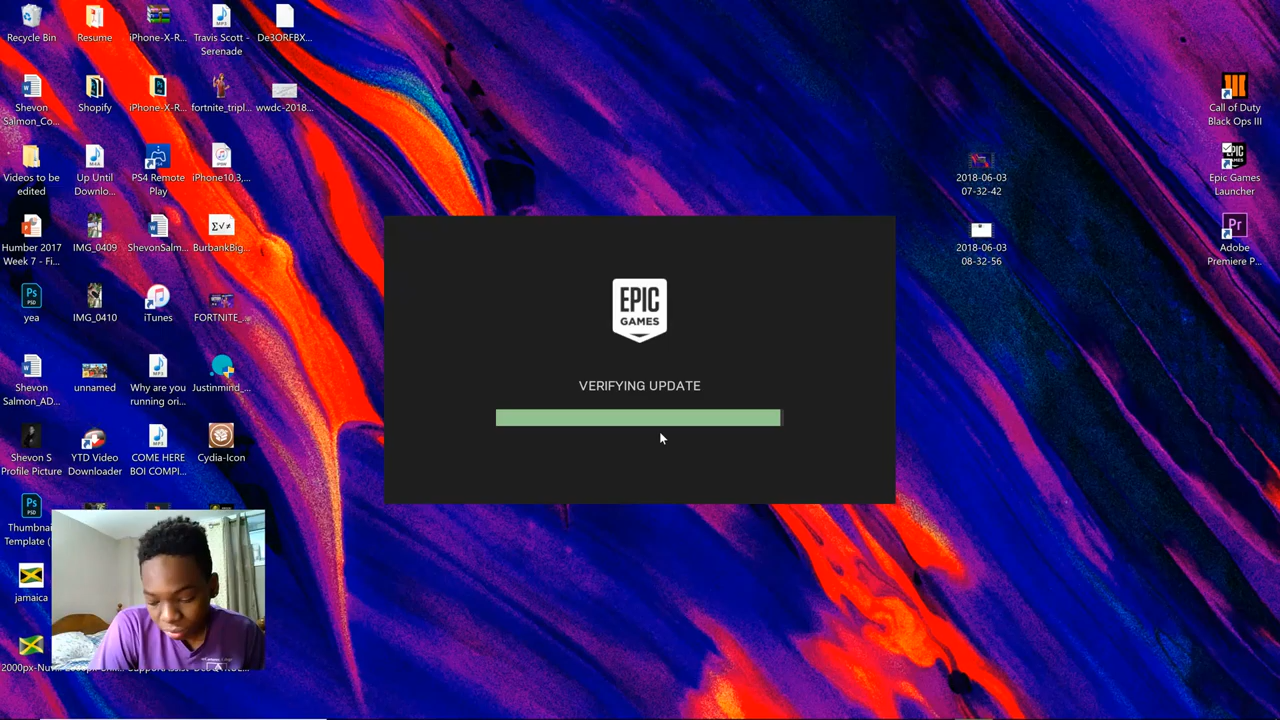 Recycle Bin
Resume
iPhone-X-R...
Travis Scott -
Serenade
De3ORFBX...
Shevon
Salmon_Co...
Shopify
iPhone-X-R...
fortnite_tripl...
wwdc-2018...
Videos to be
edited
Up Until
Downlo...
PS4 Remote
Play
iPhone10,3,...
Humber 2017
Week 7 - Fi...
IMG_0409
ShevonSalm...
BurbankBig...
yea
IMG_0410
iTunes
FORTNITE_...
Shevon
Salmon_AD...
unnamed
Why are you
running ori...
Justinmind_...
Shevon S
Profile Picture
YTD Video
Downloader
COME HERE
BOI COMPI...
Cydia-Icon
Thumbnai
Template (
jamaica
EPIC
GAMES
VERIFYING UPDATE
2018-06-03
07-32-42
2018-06-03
08-32-56
Call of Duty
Black Ops III
Epic Games
Launcher
Adobe
Premiere P...